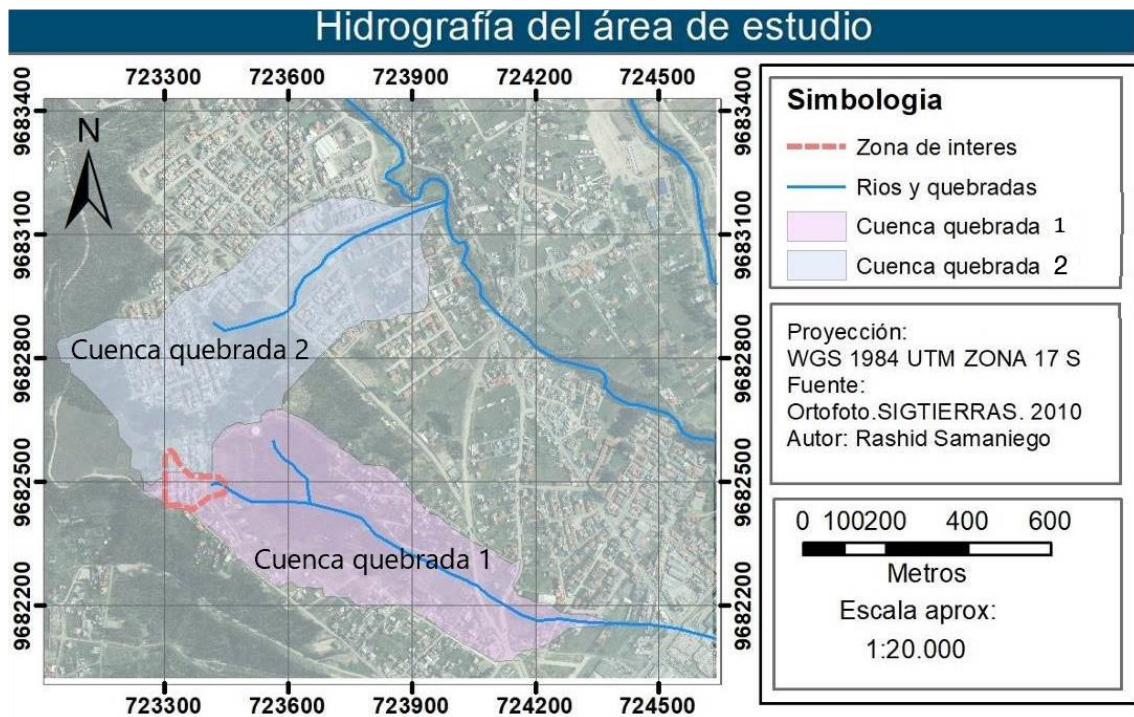 Hidrografía del área de estudio
723300 723600 723900 724200 724500
9683400
9683100
9682800
9682500
9682200
N
Cuenca quebrada 2
Cuenca quebrada 1
9683400
9683100
9682800
9682500
9682200
723300 723600 723900 724200 724500
Simbologia
Zona de interes
Rios y quebradas
Cuenca quebrada 1
Cuenca quebrada 2
Proyección:
WGS 1984 UTM ZONA 17 S
Fuente:
Ortofoto.SIGTIERRAS. 2010
Autor: Rashid Samaniego
0 100200 400 600
Metros
Escala aprox:
1:20.000